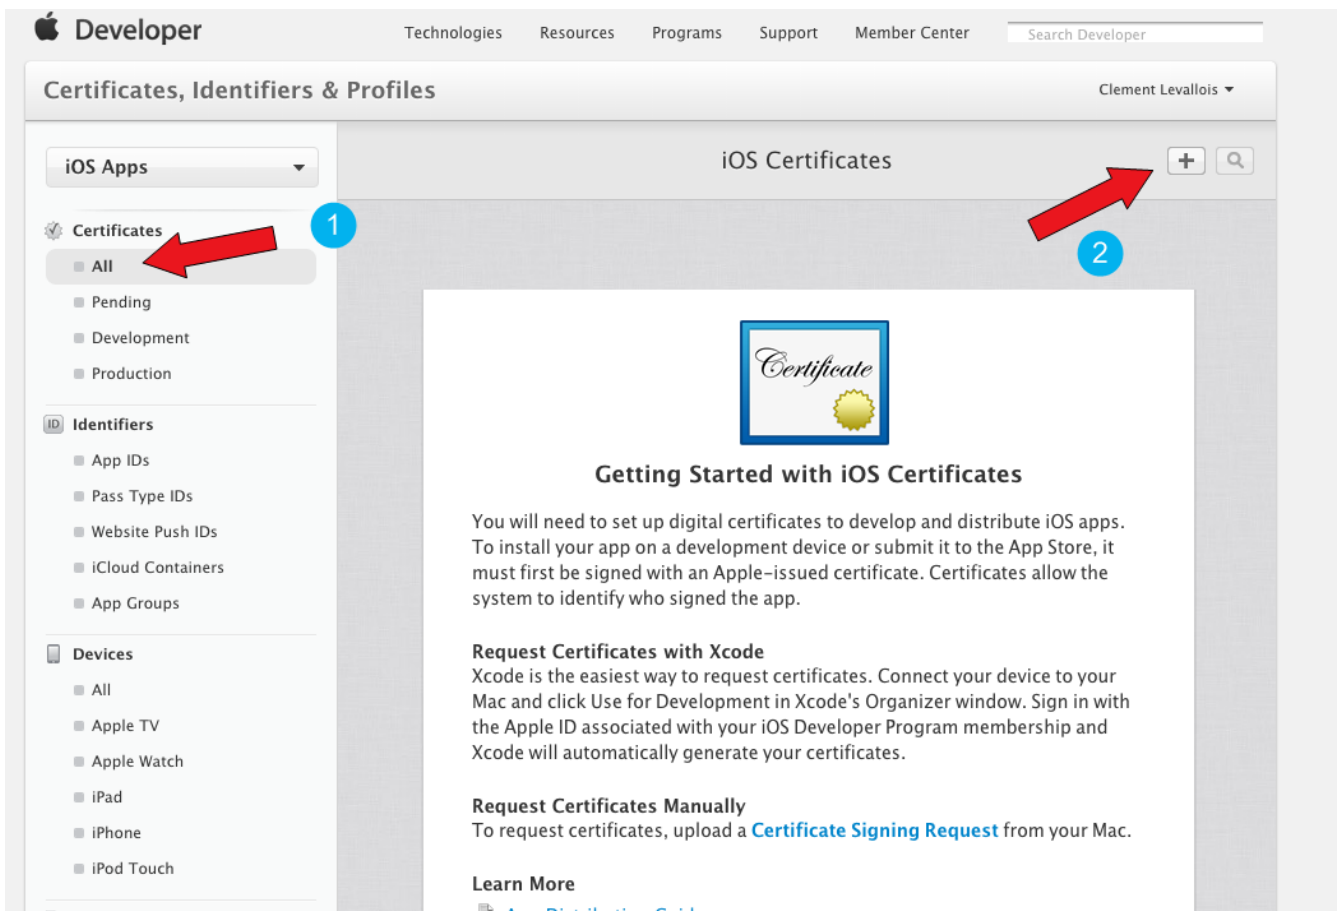 Developer
Technologies Resources Programs Support Member Center Search Developer
Certificates, Identifiers & Profiles
Clement Levallois
iOS Apps
iOS Certificates
1
2
Certificates
All
Pending
Development
Production
ID Identifiers
App IDs
Pass Type IDs
Website Push IDs
iCloud Containers
App Groups
Devices
All
Apple TV
Apple Watch
iPad
iPhone
iPod Touch
Certificate
Getting Started with iOS Certificates
You will need to set up digital certificates to develop and distribute iOS apps.
To install your app on a development device or submit it to the App Store, it
must first be signed with an Apple-issued certificate. Certificates allow the
system to identify who signed the app.
Request Certificates with Xcode
Xcode is the easiest way to request certificates. Connect your device to your
Mac and click Use for Development in Xcode's Organizer window. Sign in with
the Apple ID associated with your iOS Developer Program membership and
Xcode will automatically generate your certificates.
Request Certificates Manually
To request certificates, upload a Certificate Signing Request from your Mac.
Learn More
App Distribution Guide